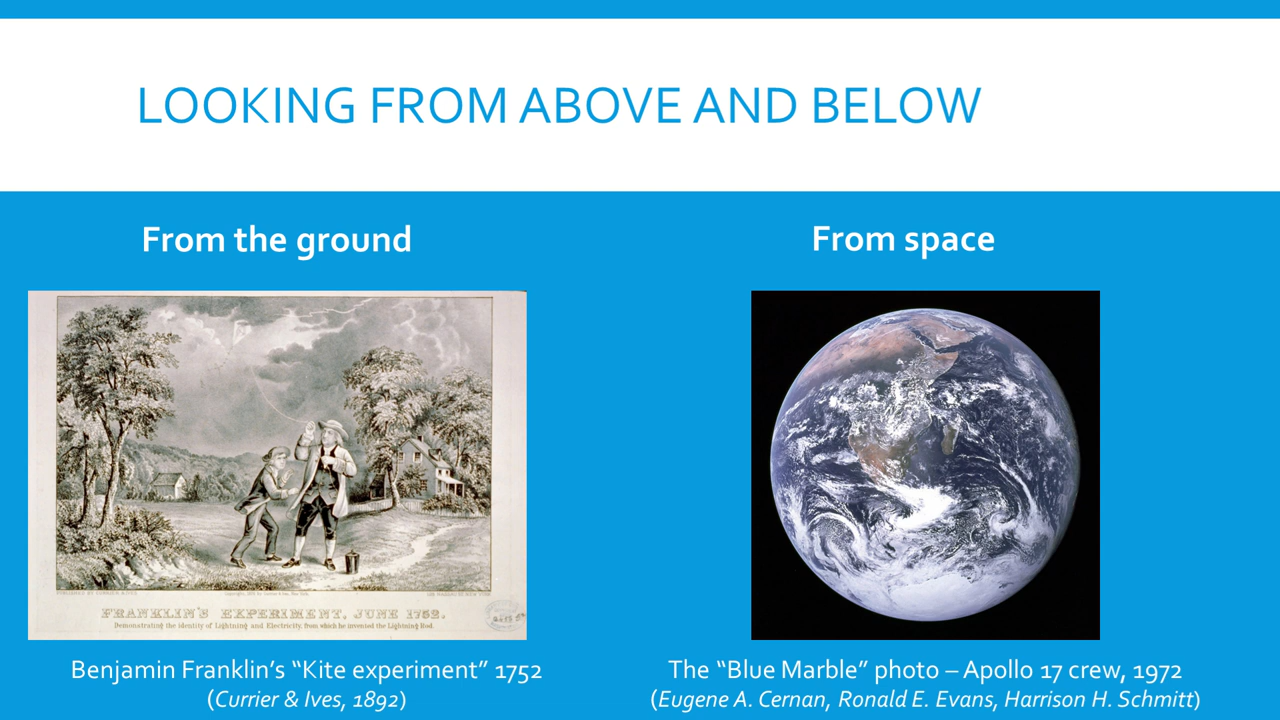 LOOKING FROM ABOVE AND BELOW
From the ground
From space
FRANKLIN'S EXPERIMENT, JUNE 1752.
Demonstrating the identity of Lightning and Electricity, from which he invented the Lightning Rod.
Benjamin Franklin’s “Kite experiment” 1752
(Currier & Ives, 1892)
The “Blue Marble” photo – Apollo 17 crew, 1972
(Eugene A. Cernan, Ronald E. Evans, Harrison H. Schmitt)